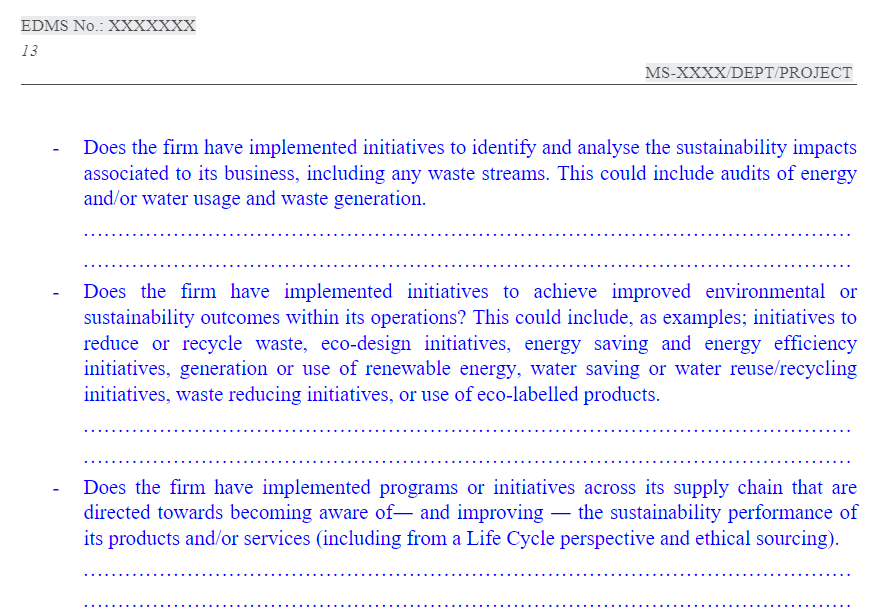 EDMS No.: XXXXXXX
13
MS-XXXX/DEPT/PROJECT
- Does the firm have implemented initiatives to identify and analyse the sustainability impacts
associated to its business, including any waste streams. This could include audits of energy
and/or water usage and waste generation.
................................................................................................................
................................................................................................................
- Does the firm have implemented initiatives to achieve improved environmental or
sustainability outcomes within its operations? This could include, as examples; initiatives to
reduce or recycle waste, eco-design initiatives, energy saving and energy efficiency
initiatives, generation or use of renewable energy, water saving or water reuse/recycling
initiatives, waste reducing initiatives, or use of eco-labelled products.
................................................................................................................
................................................................................................................
- Does the firm have implemented programs or initiatives across its supply chain that are
directed towards becoming aware of— and improving — the sustainability performance of
its products and/or services (including from a Life Cycle perspective and ethical sourcing).
................................................................................................................
................................................................................................................